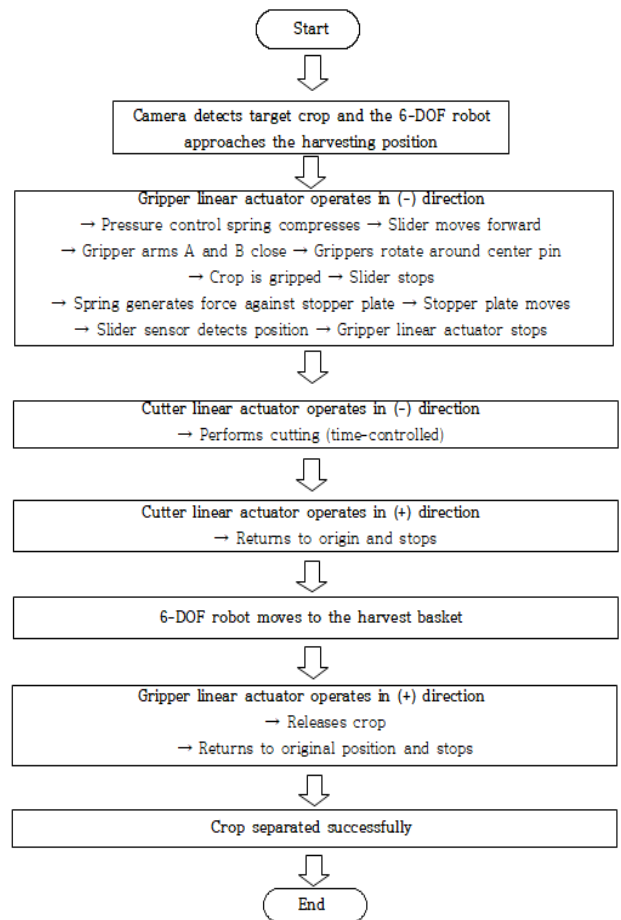 Start
Camera detects target crop and the 6-DOF robot
approaches the harvesting position
Gripper linear actuator operates in (-) direction
→ Pressure control spring compresses → Slider moves forward
→ Gripper arms A and B close → Grippers rotate around center pin
→ Crop is gripped → Slider stops
→ Spring generates force against stopper plate → Stopper plate moves
→ Slider sensor detects position → Gripper linear actuator stops
Cutter linear actuator operates in (-) direction
→ Performs cutting (time-controlled)
Cutter linear actuator operates in (+) direction
→ Returns to origin and stops
6-DOF robot moves to the harvest basket
Gripper linear actuator operates in (+) direction
→ Releases crop
→ Returns to original position and stops
Crop separated successfully
End